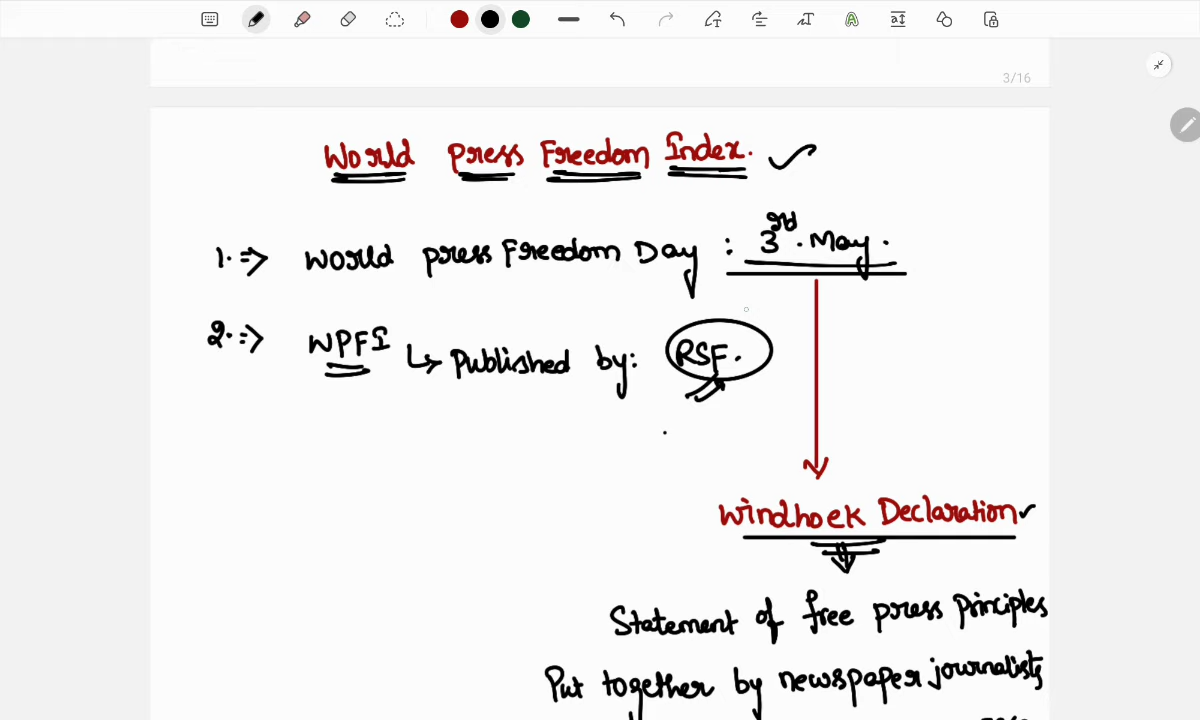 3/16
World press Freedom Index.
1. => World press Freedom Day : 3rd. May.
2. => WPFI ↳ Published by: RSF.
Windhoek Declaration
Statement of free press principles
Put together by newspaper journalists